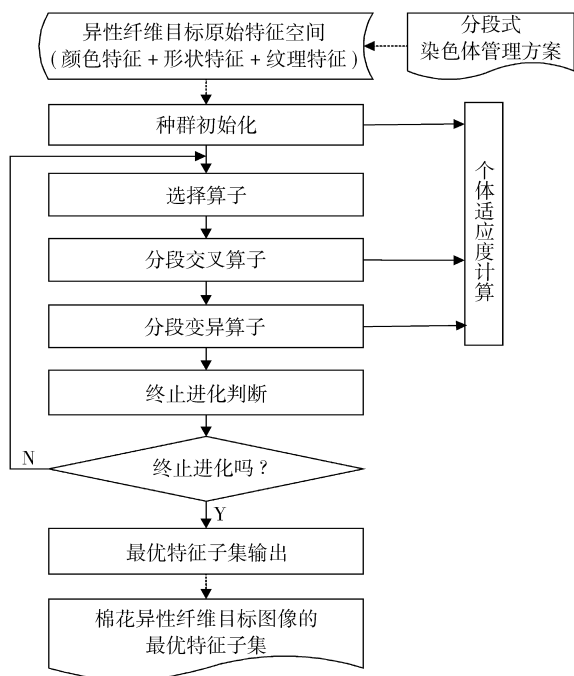 异性纤维目标原始特征空间
(颜色特征+形状特征+纹理特征)
分段式
染色体管理方案
种群初始化
选择算子
分段交叉算子
分段变异算子
个体适应度计算
终止进化判断
终止进化吗?
N
Y
最优特征子集输出
棉花异性纤维目标图像的
最优特征子集